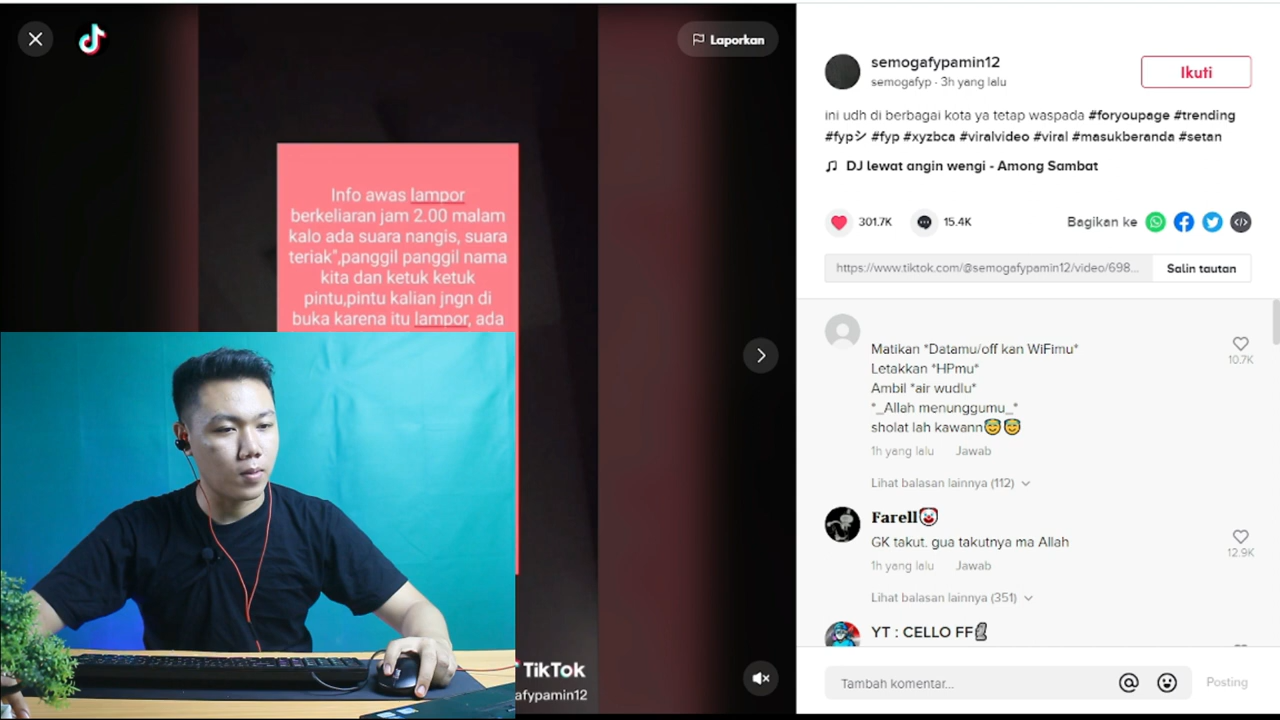 Laporkan
Info awas lampor
berkeliaran jam 2.00 malam
kalo ada suara nangis, suara
teriak",panggil panggil nama
kita dan ketuk ketuk
pintu,pintu kalian jngn di
buka karena itu lampor, ada
TikTok
afypamin12
semogafypamin12
semogafyp · 3h yang lalu
Ikuti
ini udh di berbagai kota ya tetap waspada #foryoupage #trending
#fypシ #fyp #xyzbca #viralvideo #viral #masukberanda #setan
DJ lewat angin wengi - Among Sambat
301.7K
15.4K
Bagikan ke
https://www.tiktok.com/@semogafypamin12/video/698...
Salin tautan
Matikan *Datamu/off kan WiFimu*
10.7K
Letakkan *HPmu*
Ambil *air wudlu*
*_Allah menunggumu_*
sholat lah kawann😇😇
1h yang lalu Jawab
Lihat balasan lainnya (112)
Farell🤡
GK takut. gua takutnya ma Allah
12.9K
1h yang lalu Jawab
Lihat balasan lainnya (351)
YT : CELLO FF🗿
Tambah komentar...
Posting